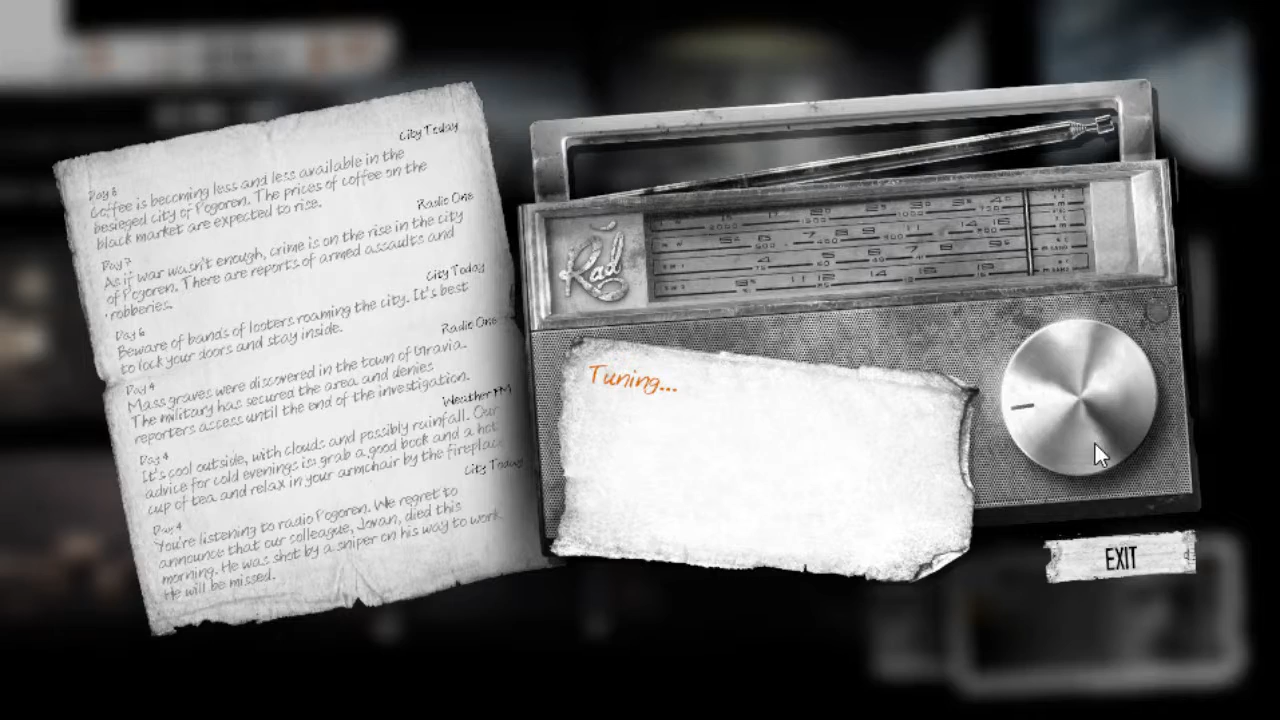 City Today
Day 8
Coffee is becoming less and less available in the
besieged city of Pogoren. The prices of coffee on the
black market are expected to rise.
Radio One
Day 7
As if war wasn't enough, crime is on the rise in the city
of Pogoren. There are reports of armed assaults and
robberies.
City Today
Day 6
Beware of bands of looters roaming the city. It's best
to lock your doors and stay inside.
Radio One
Day 4
Mass graves were discovered in the town of Gravia.
The military has secured the area and denies
reporters access until the end of the investigation.
Weather FM
Day 4
It's cool outside, with clouds and possibly rainfall. Our
advice for cold evenings is: grab a good book and a hot
cup of tea and relax in your armchair by the fireplac
City Today
Day 4
You're listening to radio Pogoren. We regret to
announce that our colleague, Jovan, died this
morning. He was shot by a sniper on his way to work.
He will be missed.
Rad
Tuning...
EXIT